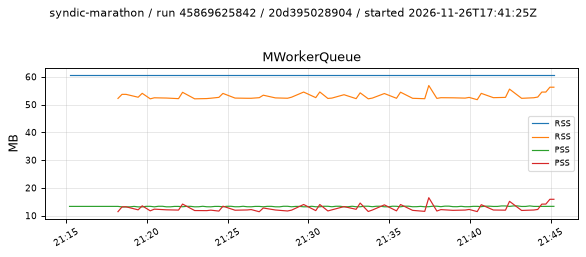 syndic-marathon / run 45869625842 / 20d395028904 / started 2026-11-26T17:41:25Z
MWorkerQueue
MB
60
50
40
30
20
10
RSS
RSS
PSS
PSS
21:15
21:20
21:25
21:30
21:35
21:40
21:45